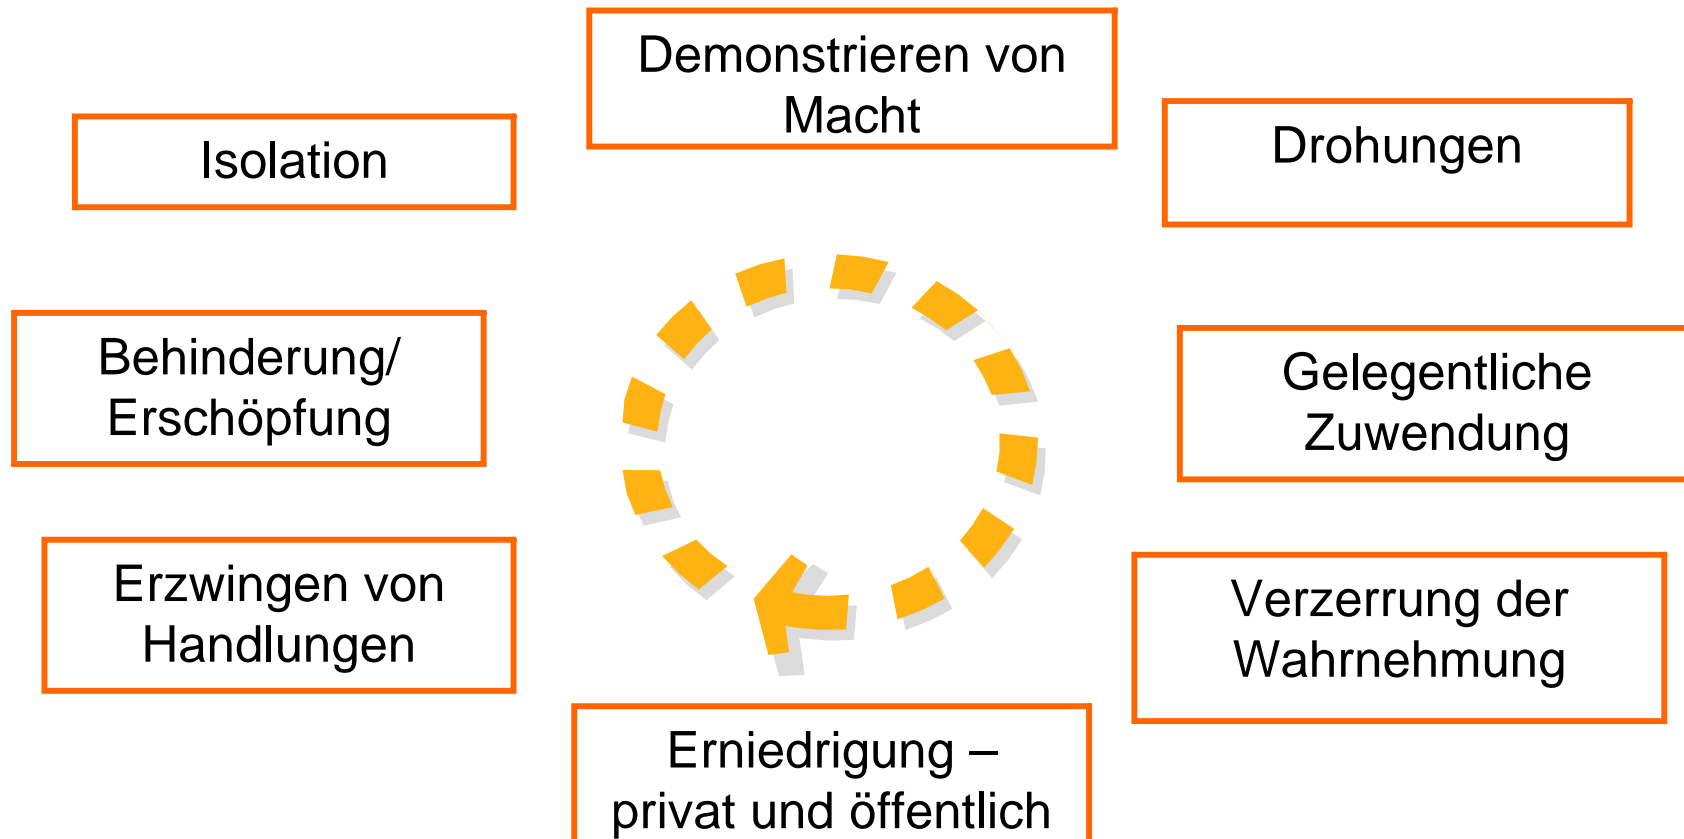 Demonstrieren von
Macht
Isolation
Drohungen
Behinderung/
Erschöpfung
Gelegentliche
Zuwendung
Erzwingen von
Handlungen
Verzerrung der
Wahrnehmung
Erniedrigung –
privat und öffentlich